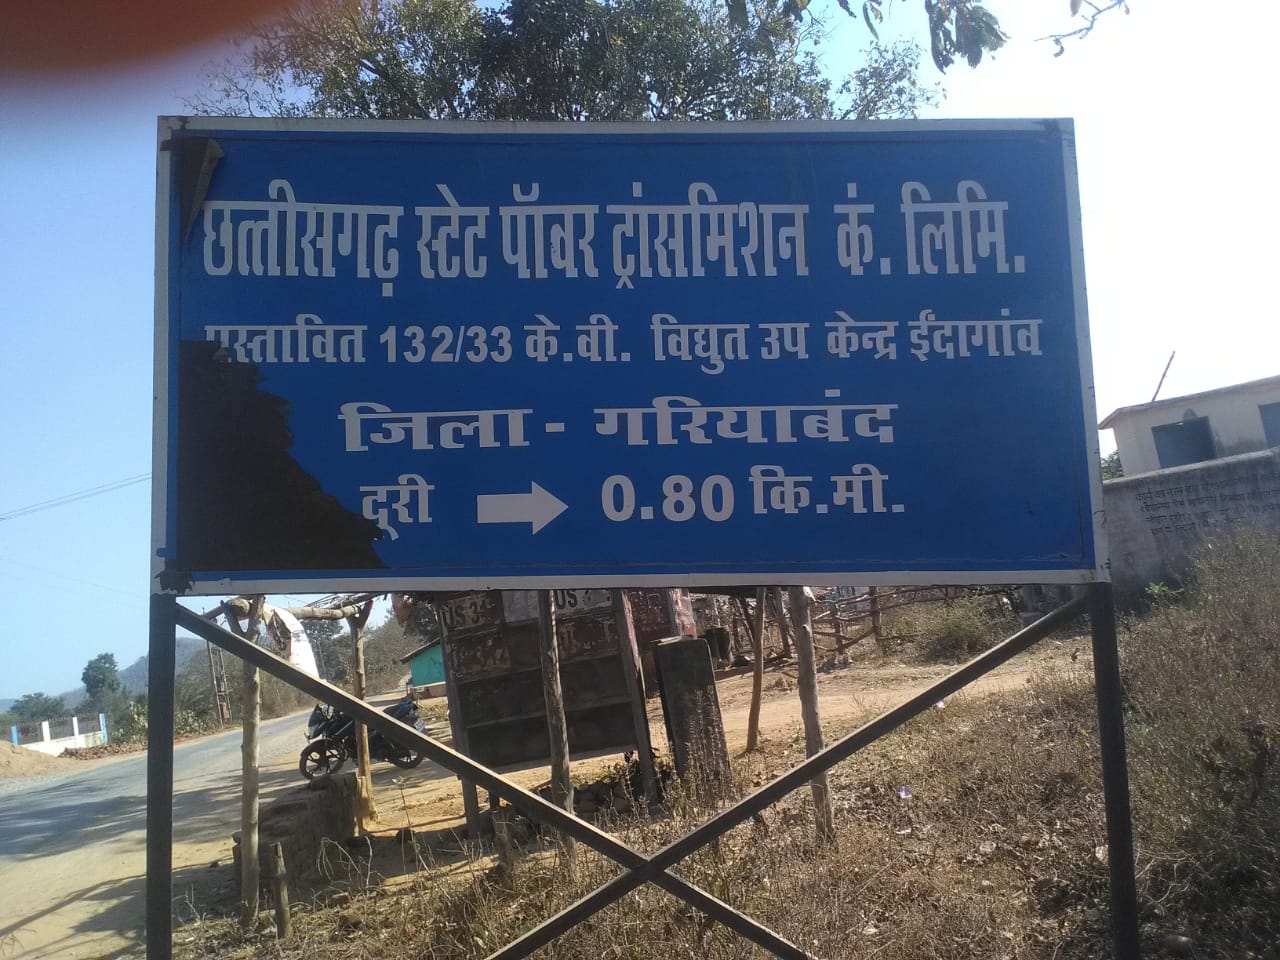 छत्तीसगढ़ स्टेट पॉवर ट्रांसमिशन कं. लिमि.
प्रस्तावित 132/33 के.वी. विद्युत उप केन्द्र ईंदागांव
जिला - गरियाबंद
दूरी → 0.80 कि.मी.